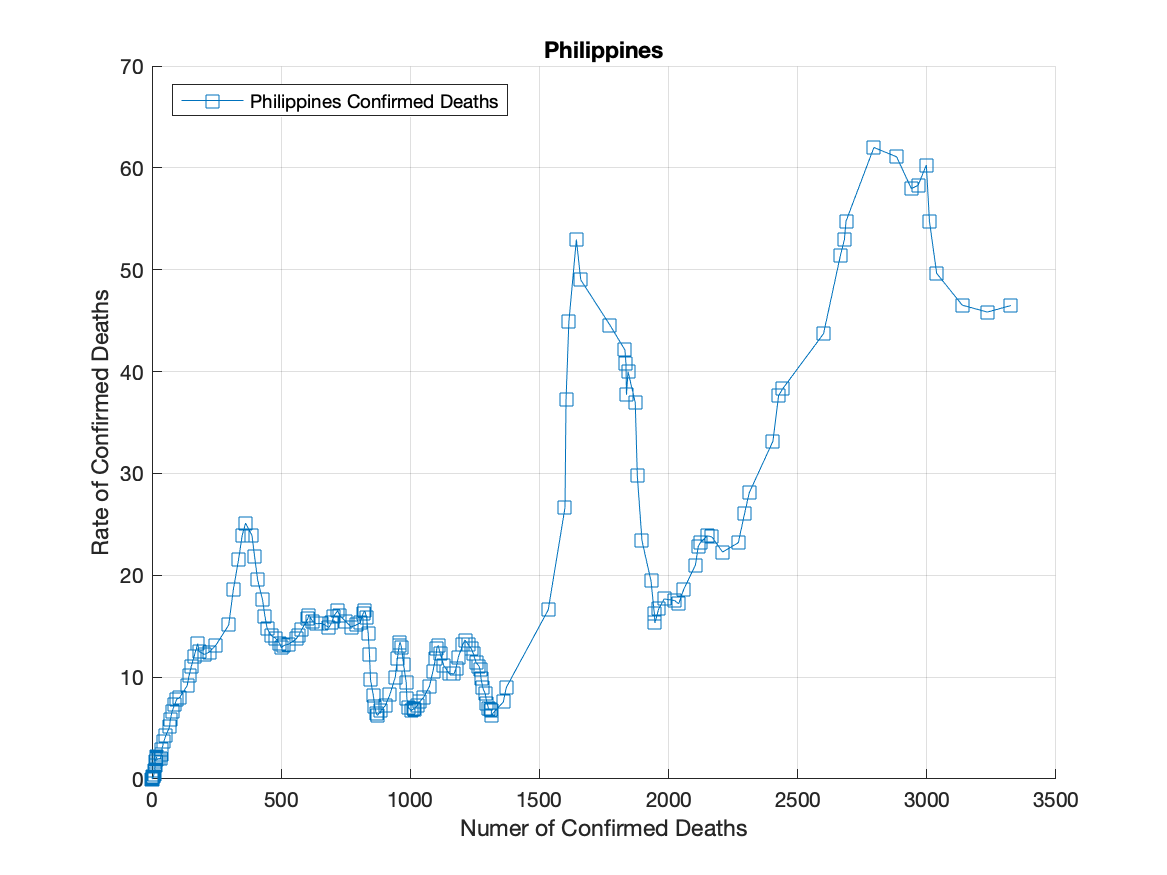 Philippines
Philippines Confirmed Deaths
70
60
50
40
30
20
10
0
Rate of Confirmed Deaths
0 500 1000 1500 2000 2500 3000 3500
Numer of Confirmed Deaths